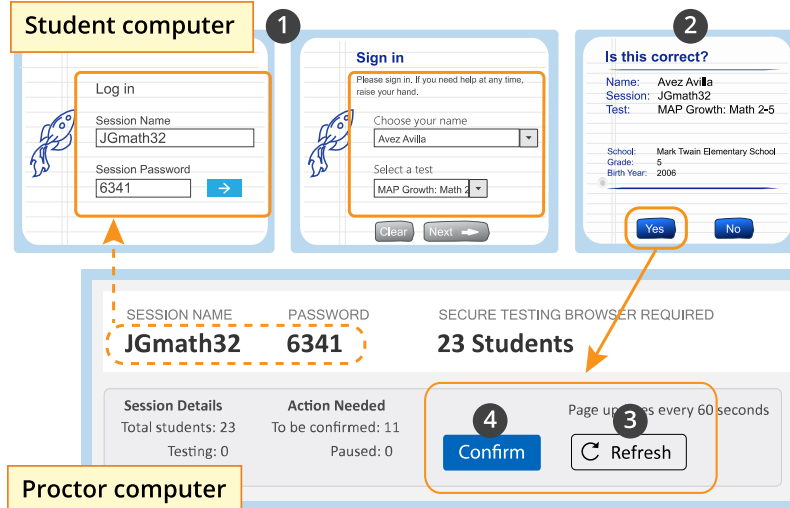 Student computer
1
Log in
Session Name
JGmath32
Session Password
6341
Sign in
Please sign in. If you need help at any time,
raise your hand.
Choose your name
Avez Avilla
Select a test
MAP Growth: Math 2
Clear
Next
2
Is this correct?
Name: Avez Avilla
Session: JGmath32
Test: MAP Growth: Math 2-5
School: Mark Twain Elementary School
Grade: 5
Birth Year: 2006
Yes
No
SESSION NAME PASSWORD SECURE TESTING BROWSER REQUIRED
JGmath32 6341 23 Students
Session Details
Total students: 23
Testing: 0
Action Needed
To be confirmed: 11
Paused: 0
4
Confirm
Page updates every 60 seconds
3
Refresh
Proctor computer